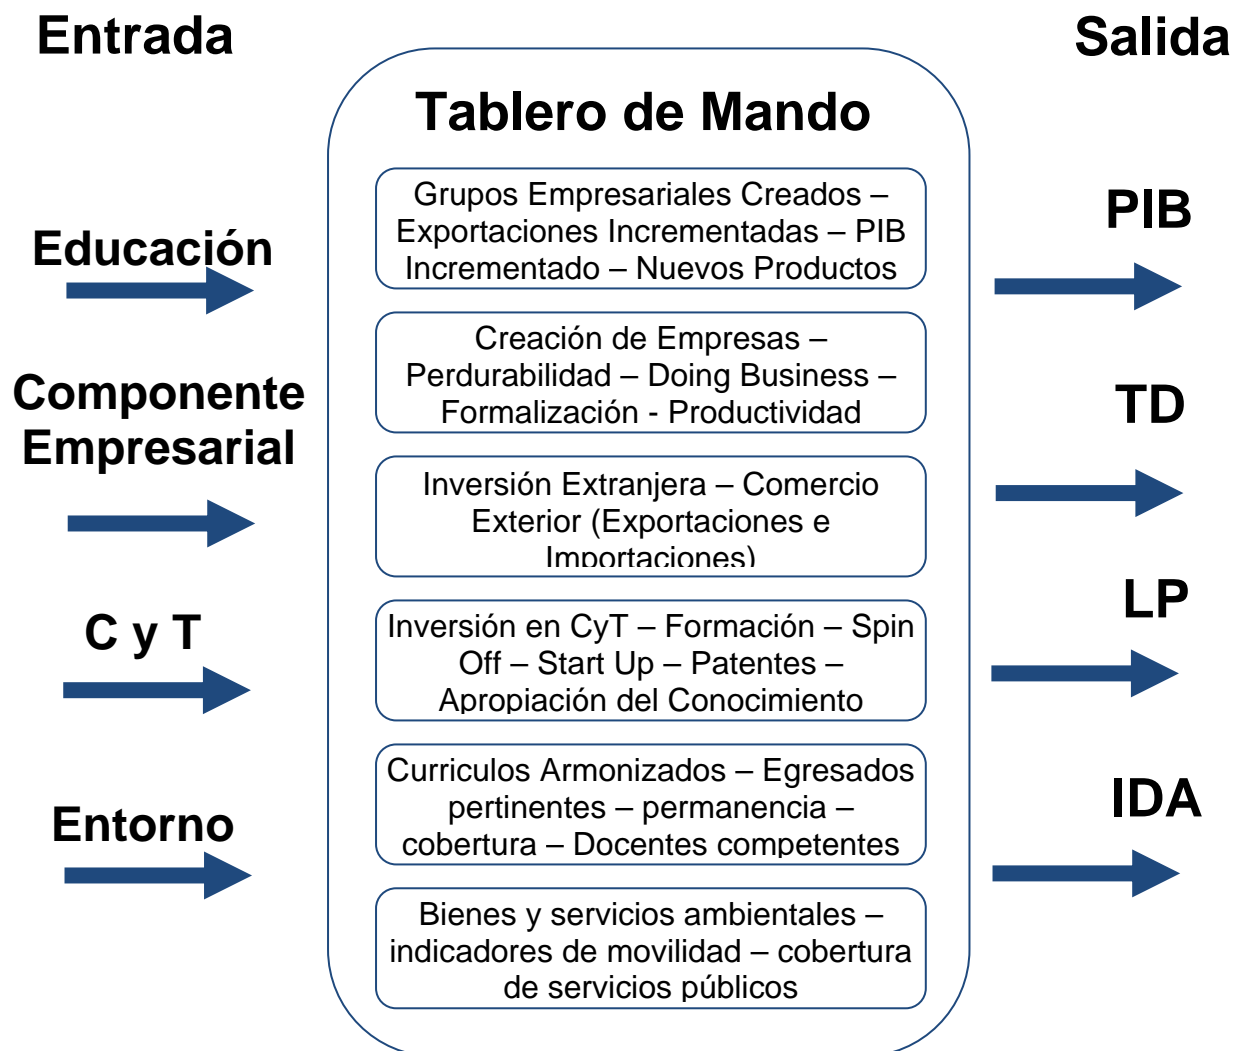 Entrada
Salida
Tablero de Mando
Educación
Componente
Empresarial
C y T
Entorno
Grupos Empresariales Creados –
Exportaciones Incrementadas – PIB
Incrementado – Nuevos Productos
Creación de Empresas –
Perdurabilidad – Doing Business –
Formalización - Productividad
Inversión Extranjera – Comercio
Exterior (Exportaciones e
Importaciones)
Inversión en CyT – Formación – Spin
Off – Start Up – Patentes –
Apropiación del Conocimiento
Curriculos Armonizados – Egresados
pertinentes – permanencia –
cobertura – Docentes competentes
Bienes y servicios ambientales –
indicadores de movilidad – cobertura
de servicios públicos
PIB
TD
LP
IDA